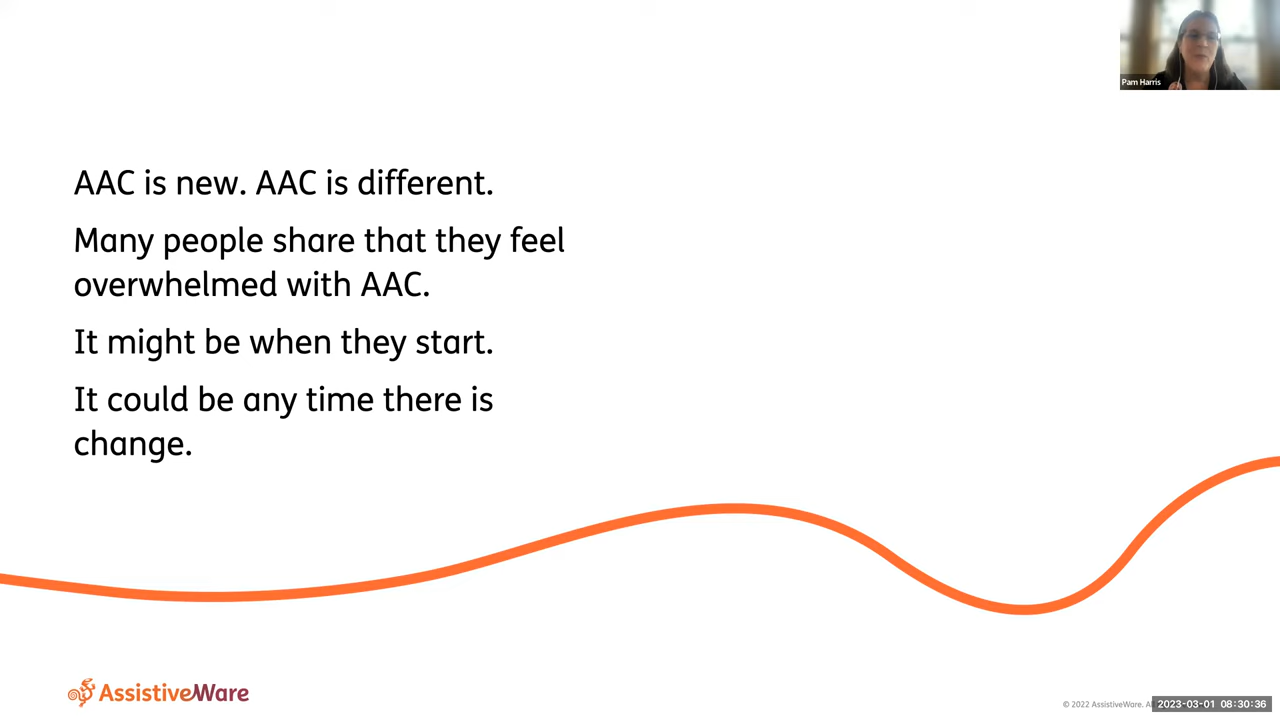 Pam Harris
AAC is new. AAC is different.
Many people share that they feel
overwhelmed with AAC.
It might be when they start.
It could be any time there is
change.
AssistiveWare
© 2022 AssistiveWare.
2023-03-01 08:30:36